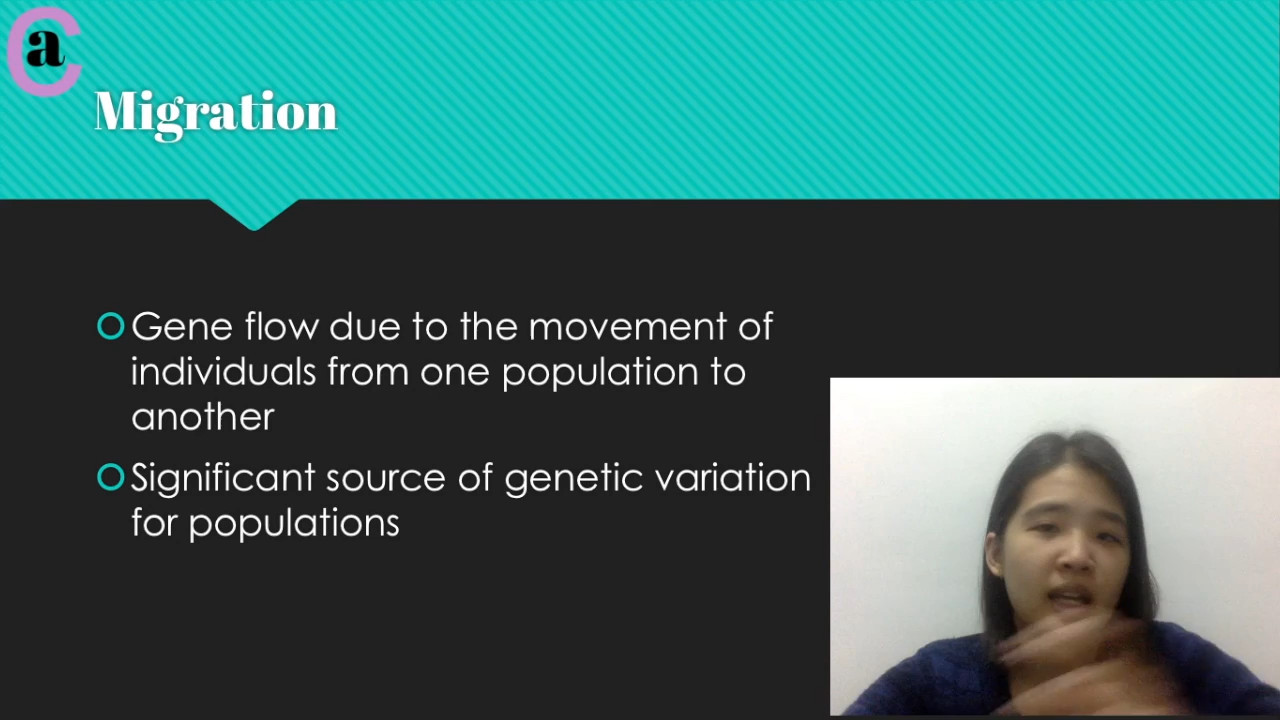 Ca
Migration
Gene flow due to the movement of
individuals from one population to
another
Significant source of genetic variation
for populations